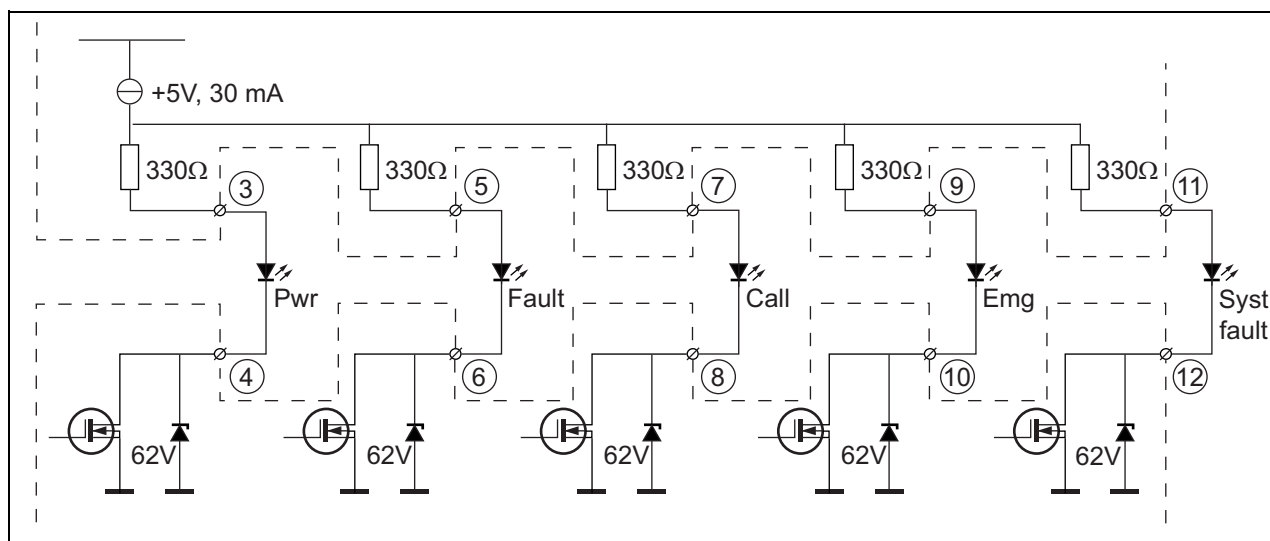 +5V, 30 mA
330Ω 330Ω 330Ω 330Ω 330Ω
3 5 7 9 11
Pwr Fault Call Emg Syst
fault
4 6 8 10 12
62V 62V 62V 62V 62V